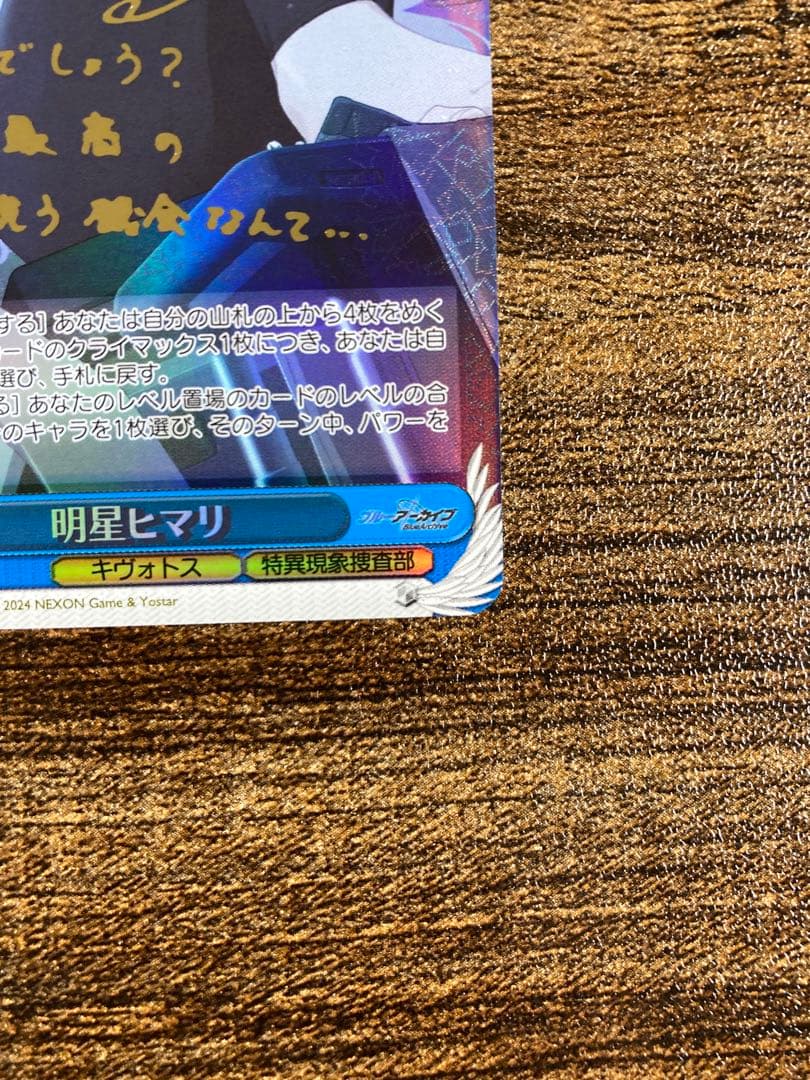 でしょう?
者の
う機会なんて...
する] あなたは自分の山札の上から4枚をめく
ードのクライマックス1枚につき、あなたは自
選び、手札に戻す。
る] あなたのレベル置場のカードのレベルの合
のキャラを1枚選び、そのターン中、パワーを
明星ヒマリ
ブルーアーカイブ
BlueArchive
キヴォトス 特異現象捜査部
2024 NEXON Game & Yostar